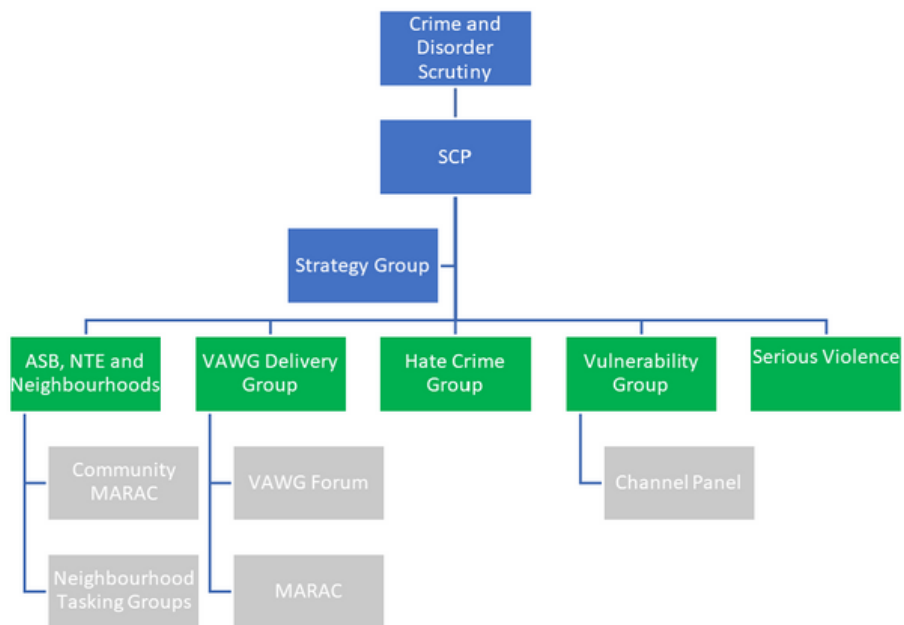 Crime and
Disorder
Scrutiny
SCP
Strategy Group
ASB, NTE and
Neighbourhoods
VAWG Delivery
Group
Hate Crime
Group
Vulnerability
Group
Serious Violence
Community
MARAC
VAWG Forum
Channel Panel
Neighbourhood
Tasking Groups
MARAC